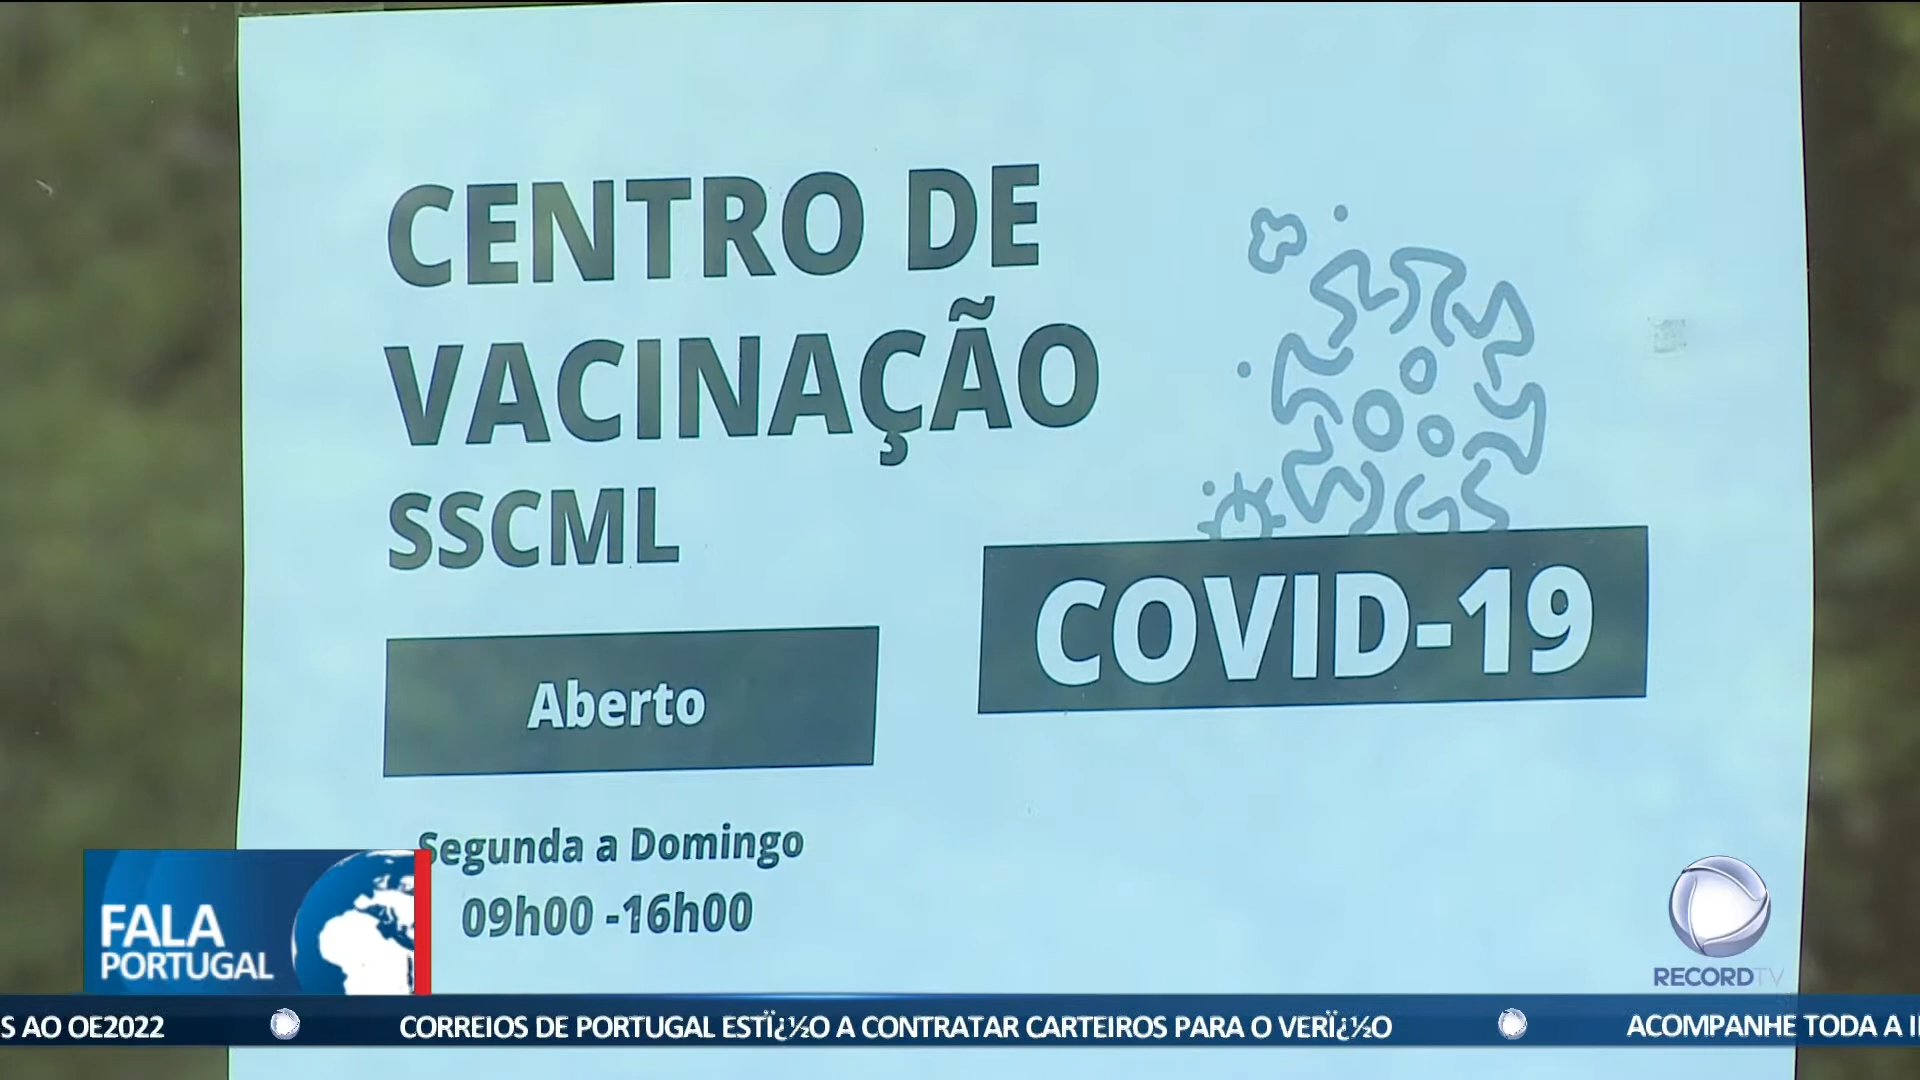 CENTRO DE
VACINAÇÃO
SSCML
COVID-19
Aberto
Segunda a Domingo
09h00 -16h00
FALA
PORTUGAL
RECORDTV
S AO OE2022
CORREIOS DE PORTUGAL ESTÏ¿½O A CONTRATAR CARTEIROS PARA O VERÏ¿½O
ACOMPANHE TODA A I